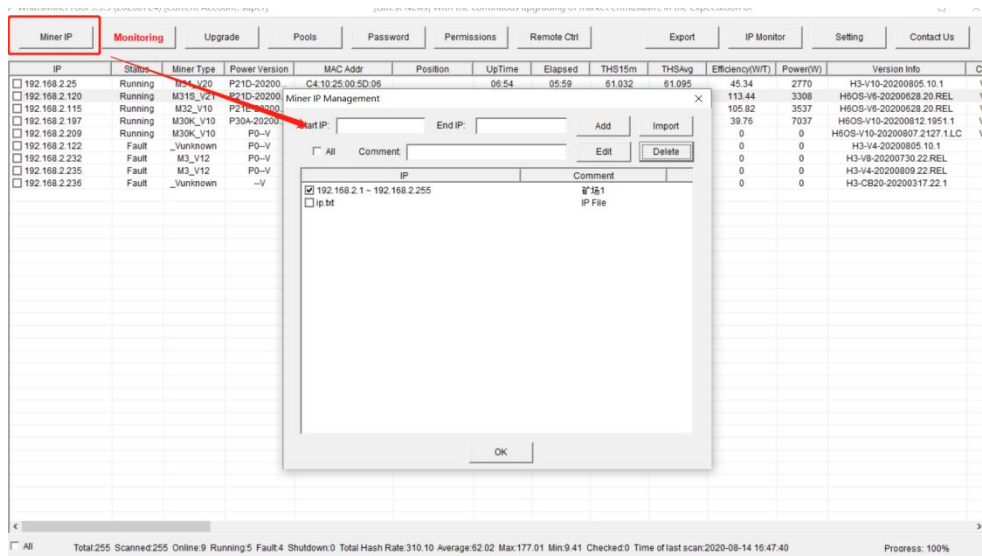 Miner IP Monitoring Upgrade Pools Password Permissions Remote Ctrl Export IP Monitor Setting Contact Us
IP Status Miner Type Power Version MAC Addr Position UpTime Elapsed THS15m THSAvg Efficiency(W/T) Power(W) Version Info
192.168.2.25 Running M31_V20 P21D-20200... C4:10:25:00:5D:06 06:54 05:59 61.032 61.095 45.34 2770 H3-V10-20200805.10.1
192.168.2.120 Running M31S_V21 P21D-20200 113.44 3308 H6OS-V6-20200628.20.REL
192.168.2.115 Running M32_V10 P21E-20200 105.82 3537 H6OS-V6-20200628.20.REL
192.168.2.197 Running M30K_V10 P30A-20200 39.76 7037 H6OS-V10-20200812.1951.1
192.168.2.209 Running M30K_V10 P0--V 0 0 H6OS-V10-20200807.2127.1.LC
192.168.2.122 Fault _Vunknown P0--V 0 0 H3-V4-20200805.10.1
192.168.2.232 Fault M3_V12 P0--V 0 0 H3-V8-20200730.22.REL
192.168.2.235 Fault M3_V12 P0--V 0 0 H3-V4-20200809.22.REL
192.168.2.236 Fault _Vunknown --V 0 0 H3-CB20-20200317.22.1
Miner IP Management
Start IP: End IP: Add Import
All Comment: Edit Delete
IP Comment
192.168.2.1 ~ 192.168.2.255 矿场1
ip.txt IP File
OK
All Total:255 Scanned:255 Online:9 Running:5 Fault:4 Shutdown:0 Total Hash Rate:310.10 Average:62.02 Max:177.01 Min:9.41 Checked:0 Time of last scan:2020-08-14 16:47:40 Progress: 100%